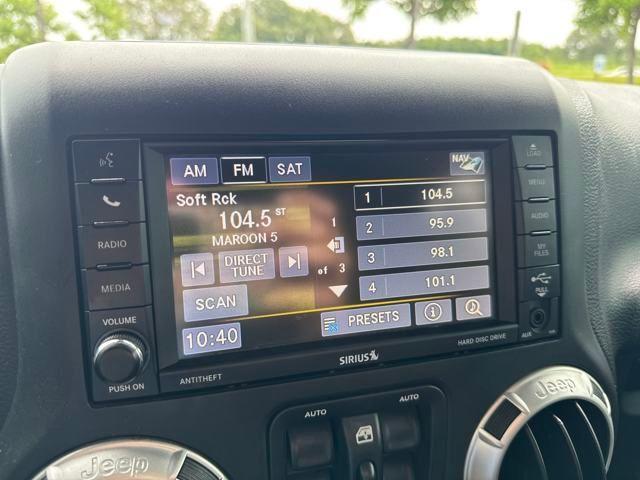 AM FM SAT NAV
Soft Rck
104.5 ST
MAROON 5
DIRECT
TUNE
SCAN
10:40
1
of 3
1 104.5
2 95.9
3 98.1
4 101.1
PRESETS
RADIO
MEDIA
VOLUME
PUSH ON
ANTITHEFT
SIRIUS
HARD DISC DRIVE
LOAD
MENU
AUDIO
MY
FILES
PULL
AUX
AUTO
AUTO
Jeep
Jeep